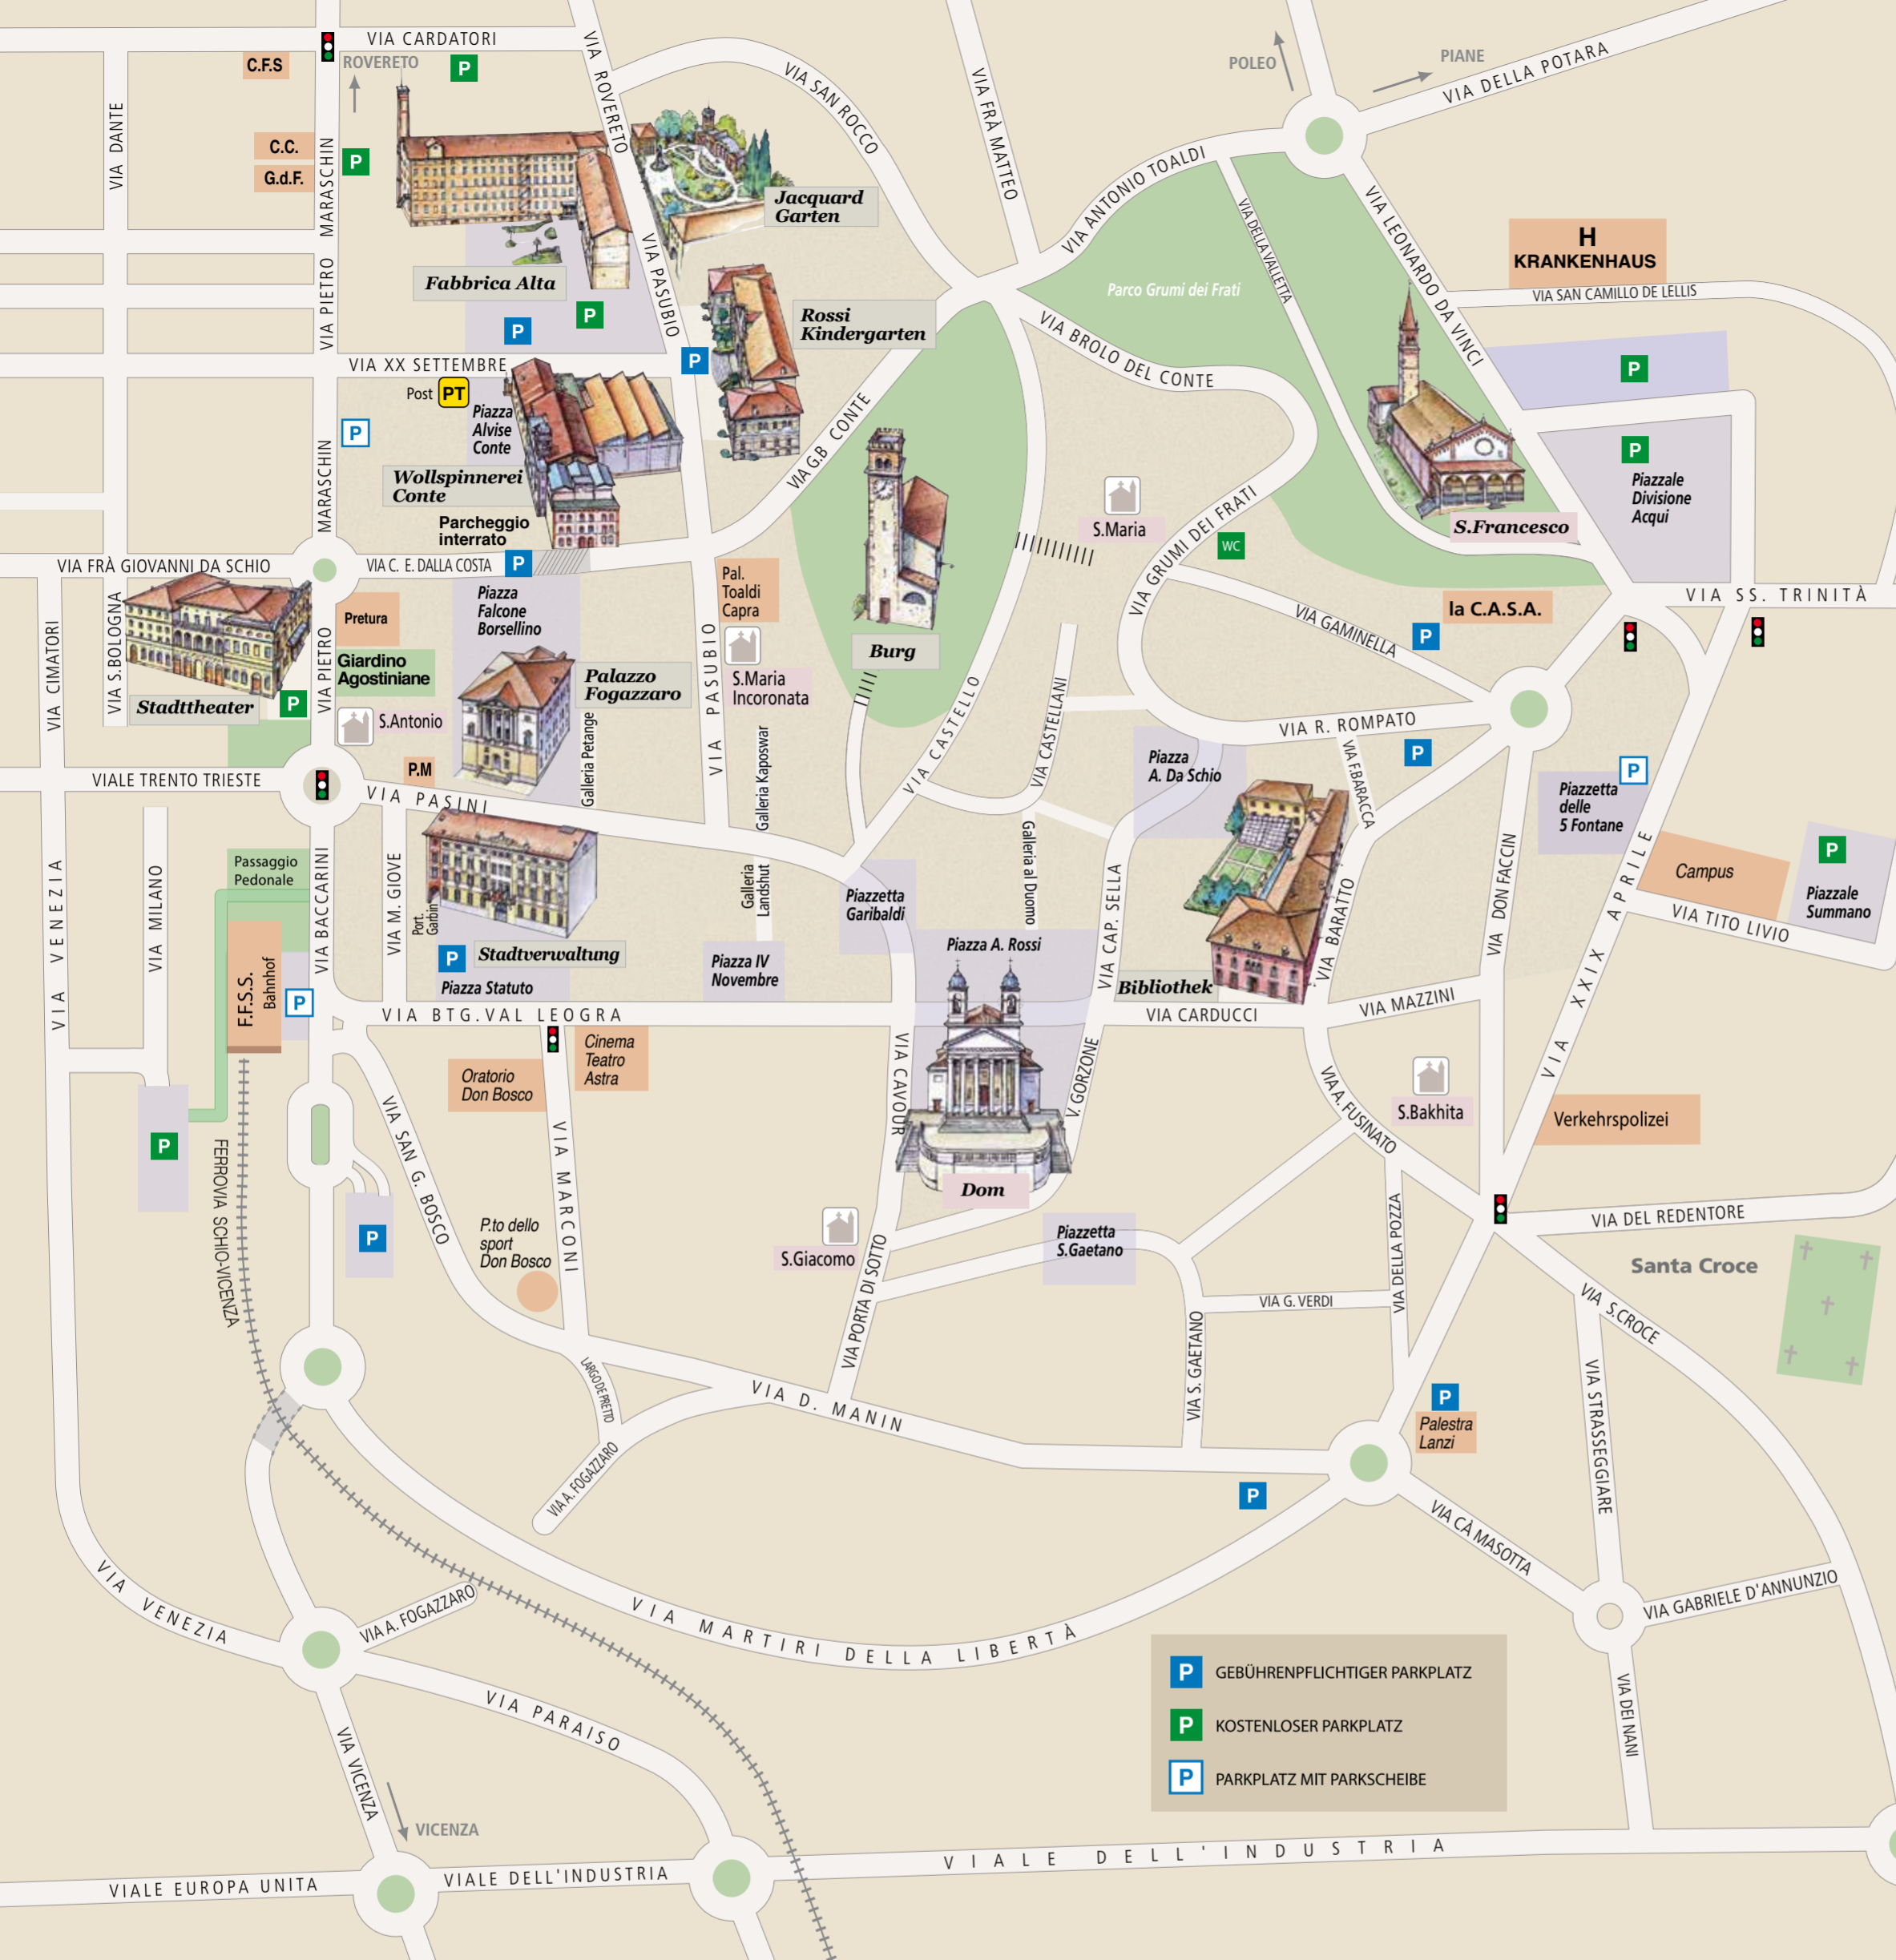 VIA CARDATORI
C.F.S
ROVERETO
P
VIA ROVERETO
VIA SAN ROCCO
VIA FRÀ MATTEO
POLEO
PIANE
VIA DELLA POTARA
VIA DANTE
C.C.
G.d.F.
P
VIA PIETRO MARASCHIN
Jacquard
Garten
VIA ANTONIO TOALDI
VIA DELLA VALLETTA
VIA LEONARDO DA VINCI
H
KRANKENHAUS
VIA SAN CAMILLO DE LELLIS
Fabbrica Alta
VIA PASUBIO
Parco Grumi dei Frati
P
P
Rossi
Kindergarten
VIA BROLO DEL CONTE
VIA XX SETTEMBRE
P
P
Post
PT
Piazza
Alvise
Conte
P
MARASCHIN
VIA G.B CONTE
P
Piazzale
Divisione
Acqui
Wollspinnerei
Conte
Parcheggio
interrato
S.Maria
VIA GRUMI DEI FRATI
WC
S.Francesco
VIA FRÀ GIOVANNI DA SCHIO
VIA C. E. DALLA COSTA
P
Pal.
Toaldi
Capra
VIA SS. TRINITÀ
la C.A.S.A.
P
VIA GAMINELLA
VIA CIMATORI
VIA S.BOLOGNA
Pretura
Piazza
Falcone
Borsellino
VIA PIETRO
Giardino
Agostiniane
Stadttheater
P
S.Antonio
Palazzo
Fogazzaro
VIA PASUBIO
S.Maria
Incoronata
Burg
VIA CASTELLO
VIA CASTELLANI
VIA R. ROMPATO
P
VIA F.BARACCA
P.M
Galleria Petange
Galleria Kaposwar
Piazza
A. Da Schio
P
Piazzetta
delle
5 Fontane
VIALE TRENTO TRIESTE
VIA PASINI
VIA VENEZIA
VIA MILANO
Passaggio
Pedonale
VIA BACCARINI
VIA M. GIOVE
Port.
Garbin
Galleria
Landshut
Piazzetta
Garibaldi
Galleria al Duomo
VIA CAP. SELLA
VIA BARATTO
VIA DON FACCIN
VIA XXIX APRILE
Campus
P
Piazzale
Summano
VIA TITO LIVIO
F.F.S.S.
Bahnhof
P
P
Stadtverwaltung
Piazza Statuto
Piazza IV
Novembre
Piazza A. Rossi
Bibliothek
VIA BTG.VAL LEOGRA
VIA CARDUCCI
VIA MAZZINI
Cinema
Teatro
Astra
Oratorio
Don Bosco
VIA CAVOUR
V. GORZONE
VIA A. FUSINATO
S.Bakhita
Verkehrspolizei
P
FERROVIA SCHIO-VICENZA
P
VIA SAN G. BOSCO
VIA MARCONI
P.to dello
sport
Don Bosco
Dom
S.Giacomo
VIA PORTA DI SOTTO
Piazzetta
S.Gaetano
VIA DELLA POZZA
VIA DEL REDENTORE
Santa Croce
VIA S.CROCE
VIA G. VERDI
VIA S. GAETANO
LARGO DE PRETTO
VIA D. MANIN
VIA A. FOGAZZARO
P
Palestra
Lanzi
P
VIA STRASSEGGIARE
VIA CÀ MASOTTA
VIA VENEZIA
VIA A. FOGAZZARO
VIA MARTIRI DELLA LIBERTÀ
VIA GABRIELE D'ANNUNZIO
VIA DEI NANI
VIA PARAISO
VIA VICENZA
VICENZA
P GEBÜHRENPFLICHTIGER PARKPLATZ
P KOSTENLOSER PARKPLATZ
P PARKPLATZ MIT PARKSCHEIBE
VIALE EUROPA UNITA
VIALE DELL'INDUSTRIA
VIALE DELL'INDUSTRIA